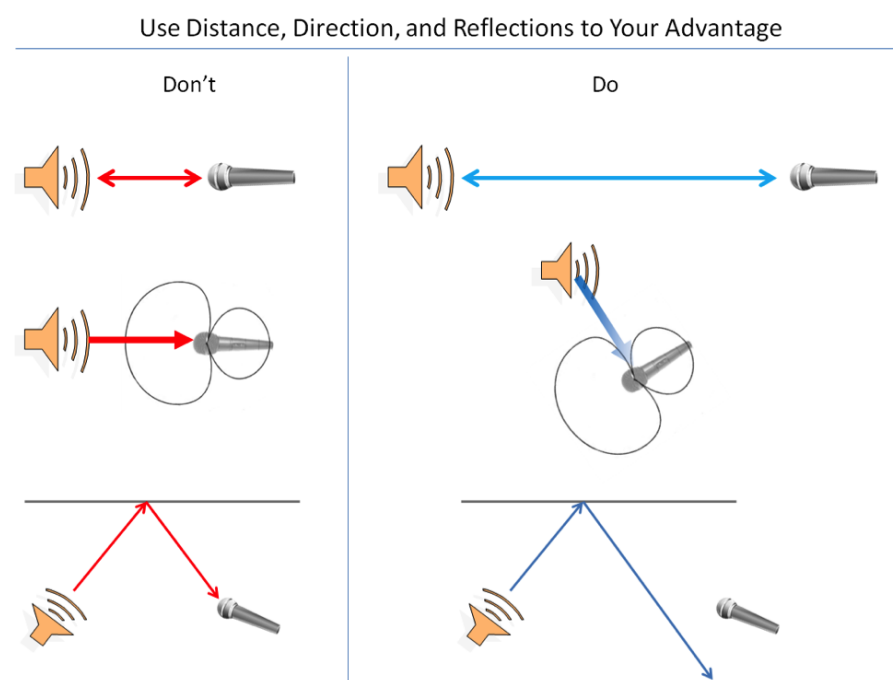 Use Distance, Direction, and Reflections to Your Advantage
Don’t
Do